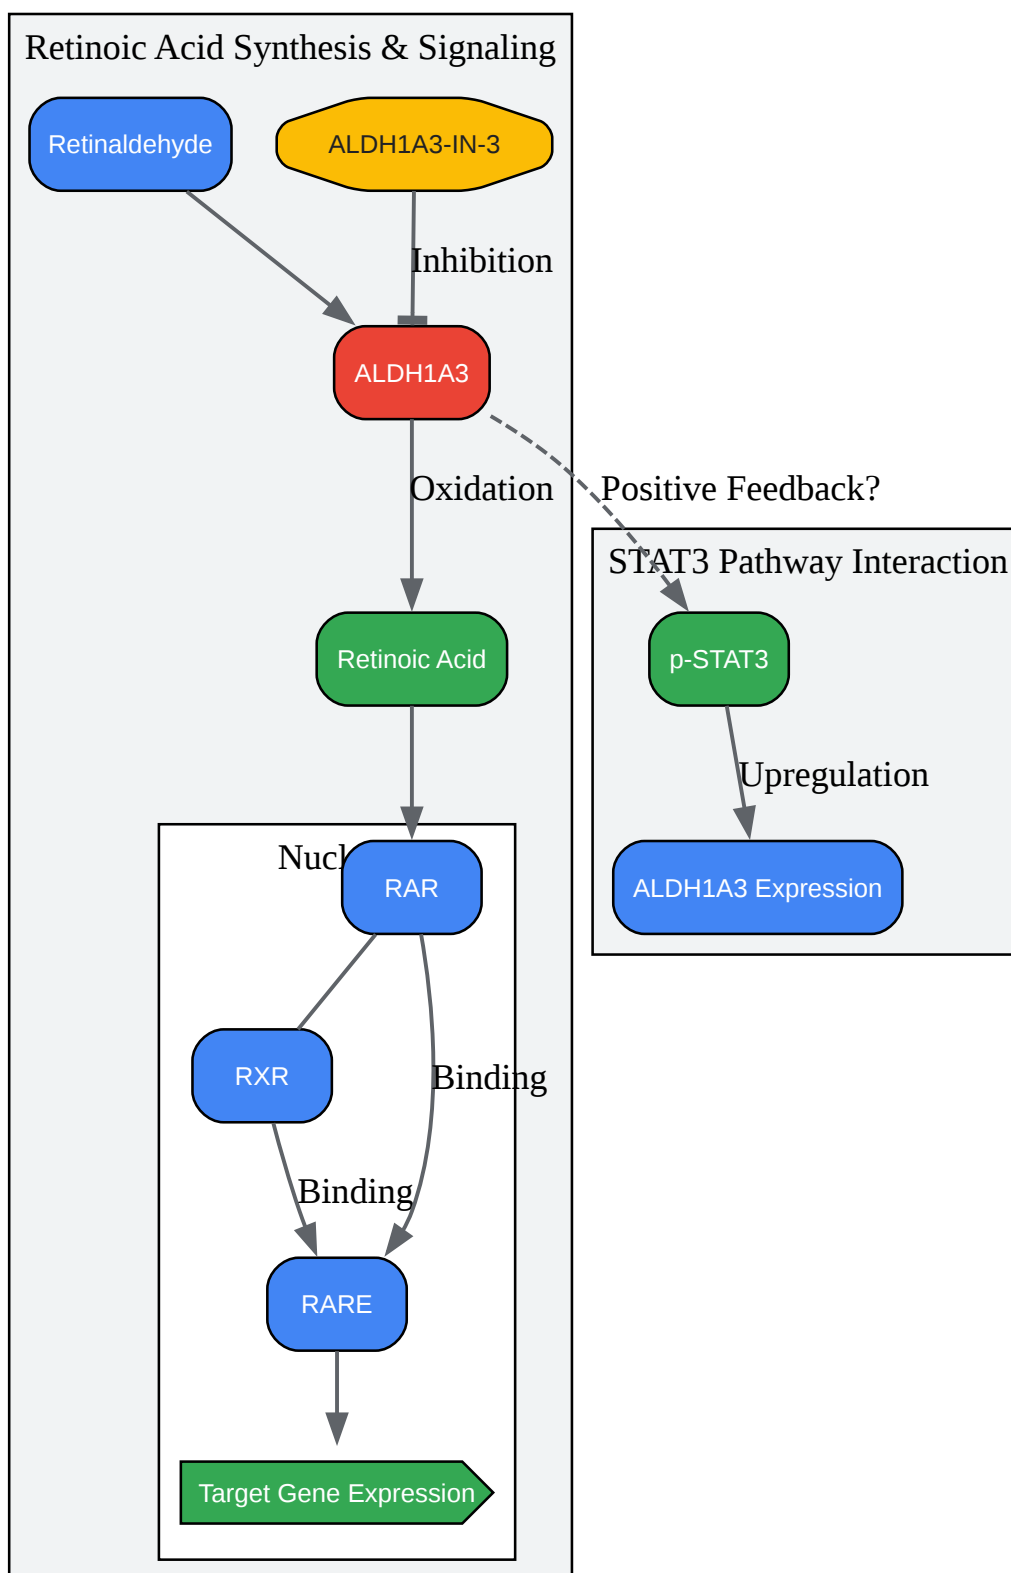 Retinoic Acid Synthesis & Signaling
Retinaldehyde
ALDH1A3-IN-3
Inhibition
ALDH1A3
Oxidation
Positive Feedback?
STAT3 Pathway Interaction
Retinoic Acid
p-STAT3
Upregulation
RAR
ALDH1A3 Expression
RXR
Binding
Binding
RARE
Target Gene Expression